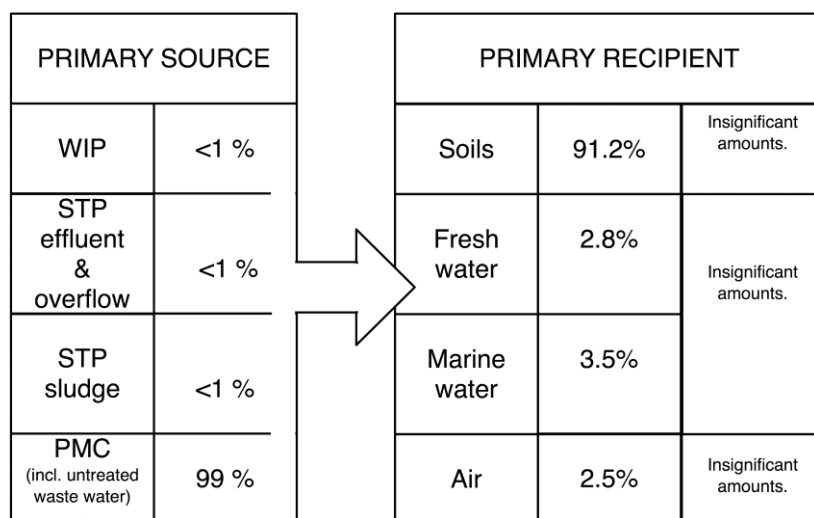 PRIMARY SOURCE
PRIMARY RECIPIENT
WIP
<1 %
Soils
91.2%
Insignificant
amounts.
STP
effluent
&
overflow
<1 %
Fresh
water
2.8%
Insignificant
amounts.
STP
sludge
<1 %
Marine
water
3.5%
PMC
(incl. untreated
waste water)
99 %
Air
2.5%
Insignificant
amounts.